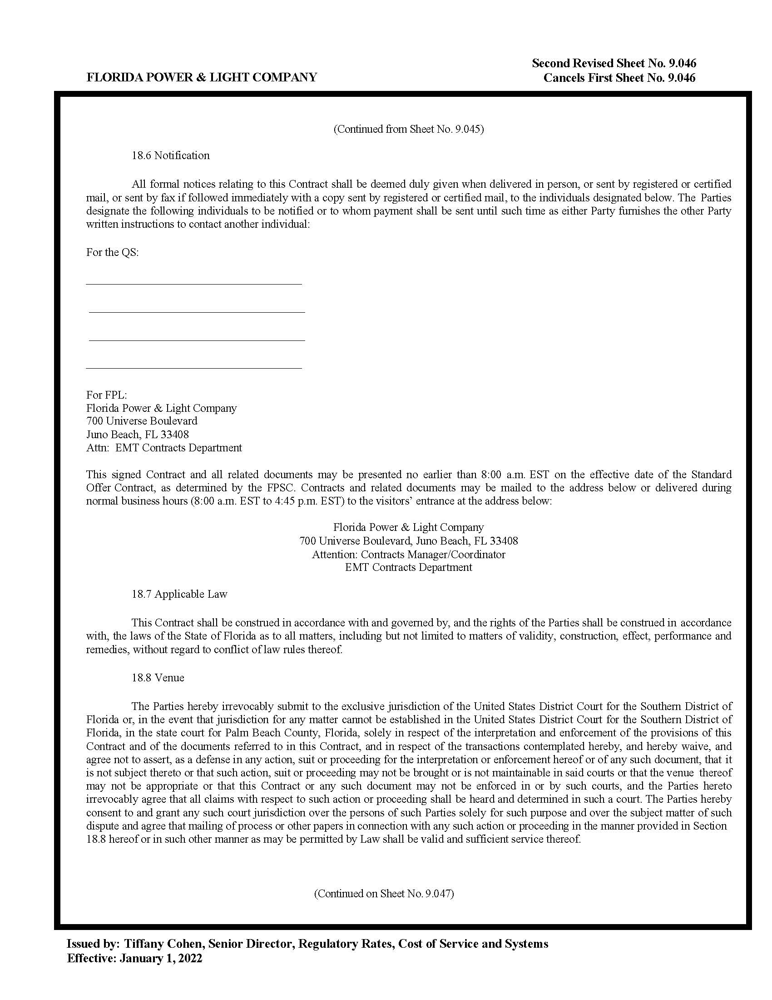 Second Revised Sheet No. 9.046
FLORIDA POWER & LIGHT COMPANY
Cancels First Sheet No. 9.046
(Continued from Sheet No. 9.045)
18.6 Notification
All formal notices relating to this Contract shall be deemed duly given when delivered in person, or sent by registered or certified
mail, or sent by fax if followed immediately with a copy sent by registered or certified mail, to the individuals designated below. The Parties
designate the following individuals to be notified or to whom payment shall be sent until such time as either Party furnishes the other Party
written instructions to contact another individual:
For the QS:
For FPL:
Florida Power & Light Company
700 Universe Boulevard
Juno Beach, FL 33408
Attn: EMT Contracts Department
This signed Contract and all related documents may be presented no earlier than 8:00 a.m. EST on the effective date of the Standard
Offer Contract, as determined by the FPSC. Contracts and related documents may be mailed to the address below or delivered during
normal business hours (8:00 a.m. EST to 4:45 p.m. EST) to the visitors’ entrance at the address below:
Florida Power & Light Company
700 Universe Boulevard, Juno Beach, FL 33408
Attention: Contracts Manager/Coordinator
EMT Contracts Department
18.7 Applicable Law
This Contract shall be construed in accordance with and governed by, and the rights of the Parties shall be construed in accordance
with, the laws of the State of Florida as to all matters, including but not limited to matters of validity, construction, effect, performance and
remedies, without regard to conflict of law rules thereof.
18.8 Venue
The Parties hereby irrevocably submit to the exclusive jurisdiction of the United States District Court for the Southern District of
Florida or, in the event that jurisdiction for any matter cannot be established in the United States District Court for the Southern District of
Florida, in the state court for Palm Beach County, Florida, solely in respect of the interpretation and enforcement of the provisions of this
Contract and of the documents referred to in this Contract, and in respect of the transactions contemplated hereby, and hereby waive, and
agree not to assert, as a defense in any action, suit or proceeding for the interpretation or enforcement hereof or of any such document, that it
is not subject thereto or that such action, suit or proceeding may not be brought or is not maintainable in said courts or that the venue thereof
may not be appropriate or that this Contract or any such document may not be enforced in or by such courts, and the Parties hereto
irrevocably agree that all claims with respect to such action or proceeding shall be heard and determined in such a court. The Parties hereby
consent to and grant any such court jurisdiction over the persons of such Parties solely for such purpose and over the subject matter of such
dispute and agree that mailing of process or other papers in connection with any such action or proceeding in the manner provided in Section
18.8 hereof or in such other manner as may be permitted by Law shall be valid and sufficient service thereof.
(Continued on Sheet No. 9.047)
Issued by: Tiffany Cohen, Senior Director, Regulatory Rates, Cost of Service and Systems
Effective: January 1, 2022